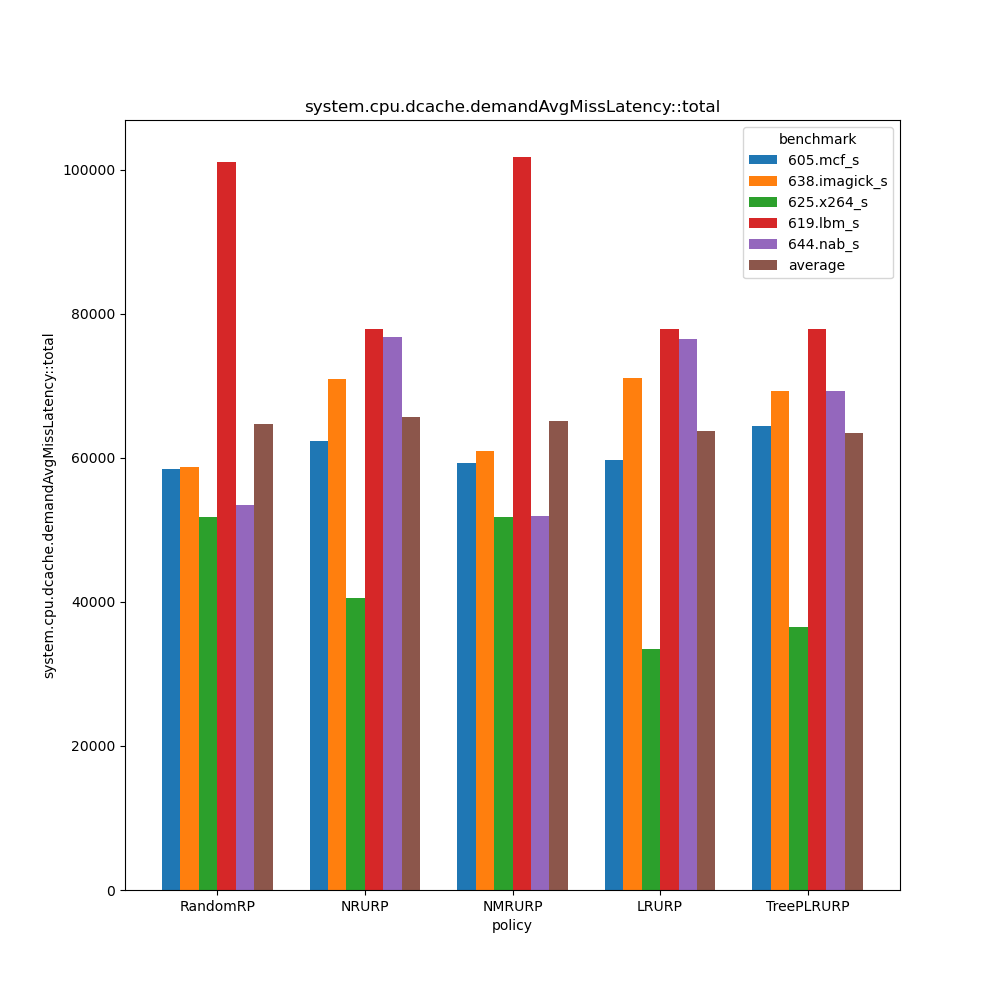 system.cpu.dcache.demandAvgMissLatency::total
benchmark
605.mcf_s
638.imagick_s
625.x264_s
619.lbm_s
644.nab_s
average
system.cpu.dcache.demandAvgMissLatency::total
100000
80000
60000
40000
20000
0
RandomRP NRURP NMRURP LRURP TreePLRURP
policy